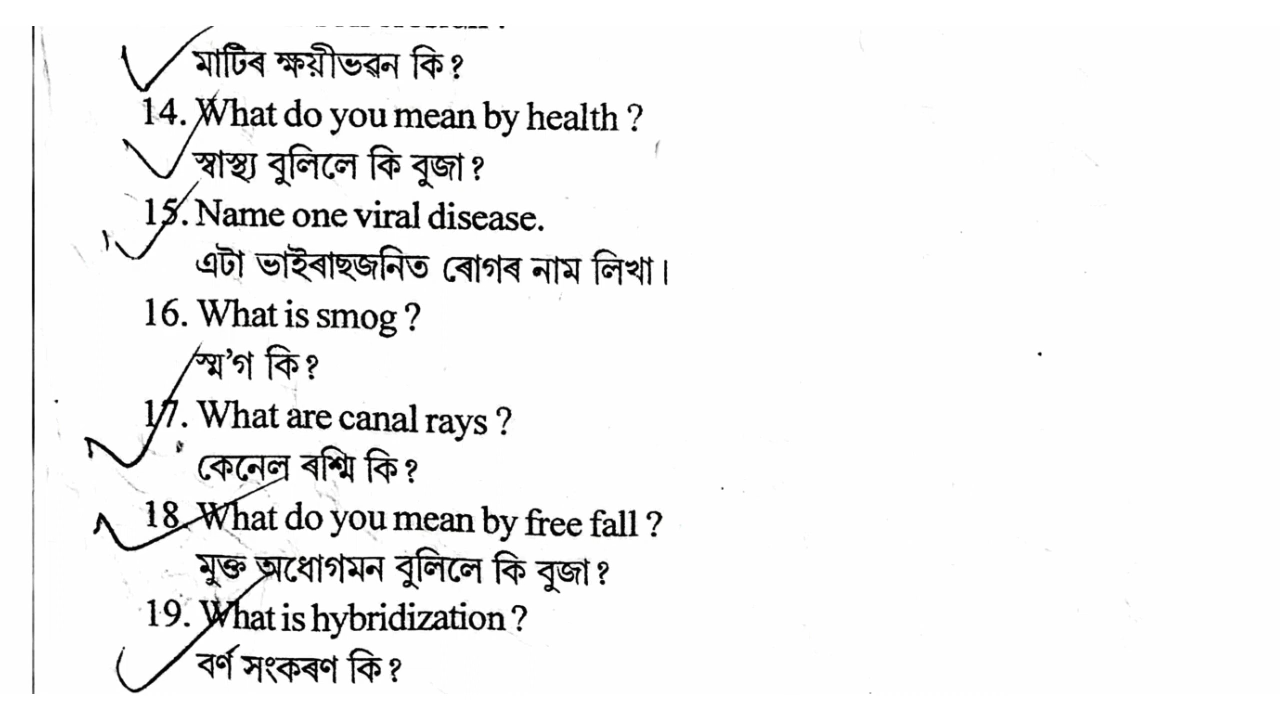 মাটিৰ ক্ষয়ীভৱন কি?
14. What do you mean by health ?
স্বাস্থ্য বুলিলে কি বুজা?
15. Name one viral disease.
এটা ভাইৰাছজনিত ৰোগৰ নাম লিখা।
16. What is smog ?
স্ম’গ কি?
17. What are canal rays ?
কেনেল ৰশ্মি কি?
18. What do you mean by free fall ?
মুক্ত অধোগমন বুলিলে কি বুজা?
19. What is hybridization ?
বৰ্ণ সংকৰণ কি?